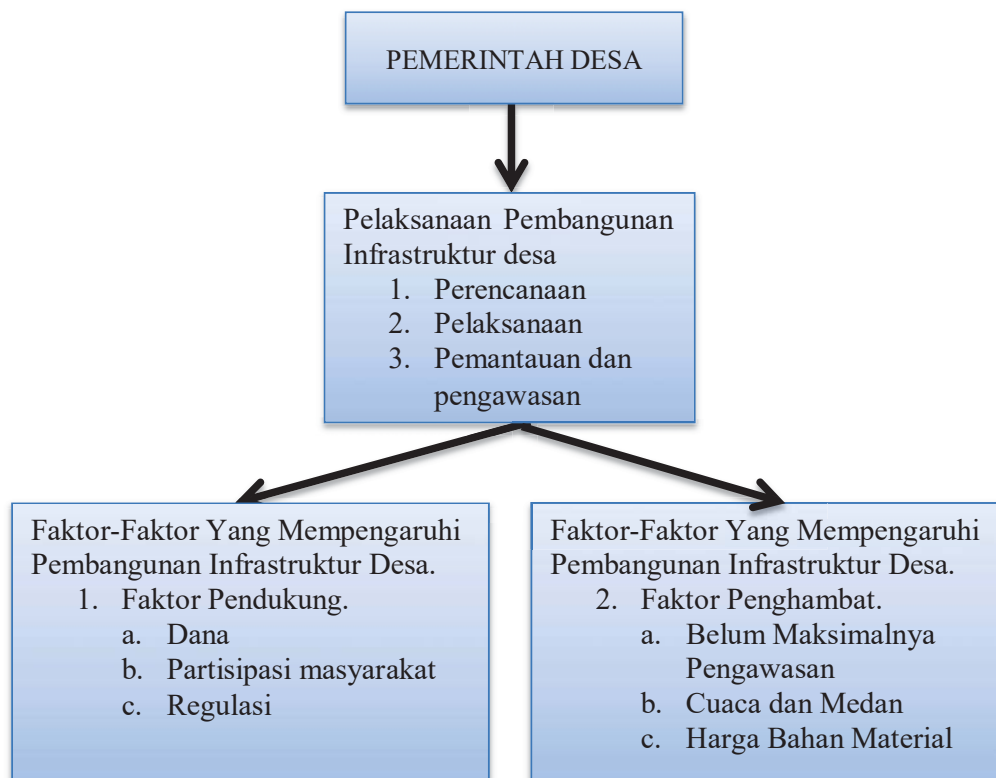 PEMERINTAH DESA
Pelaksanaan Pembangunan
Infrastruktur desa
1. Perencanaan
2. Pelaksanaan
3. Pemantauan dan
pengawasan
Faktor-Faktor Yang Mempengaruhi
Pembangunan Infrastruktur Desa.
1. Faktor Pendukung.
a. Dana
b. Partisipasi masyarakat
c. Regulasi
Faktor-Faktor Yang Mempengaruhi
Pembangunan Infrastruktur Desa.
2. Faktor Penghambat.
a. Belum Maksimalnya
Pengawasan
b. Cuaca dan Medan
c. Harga Bahan Material